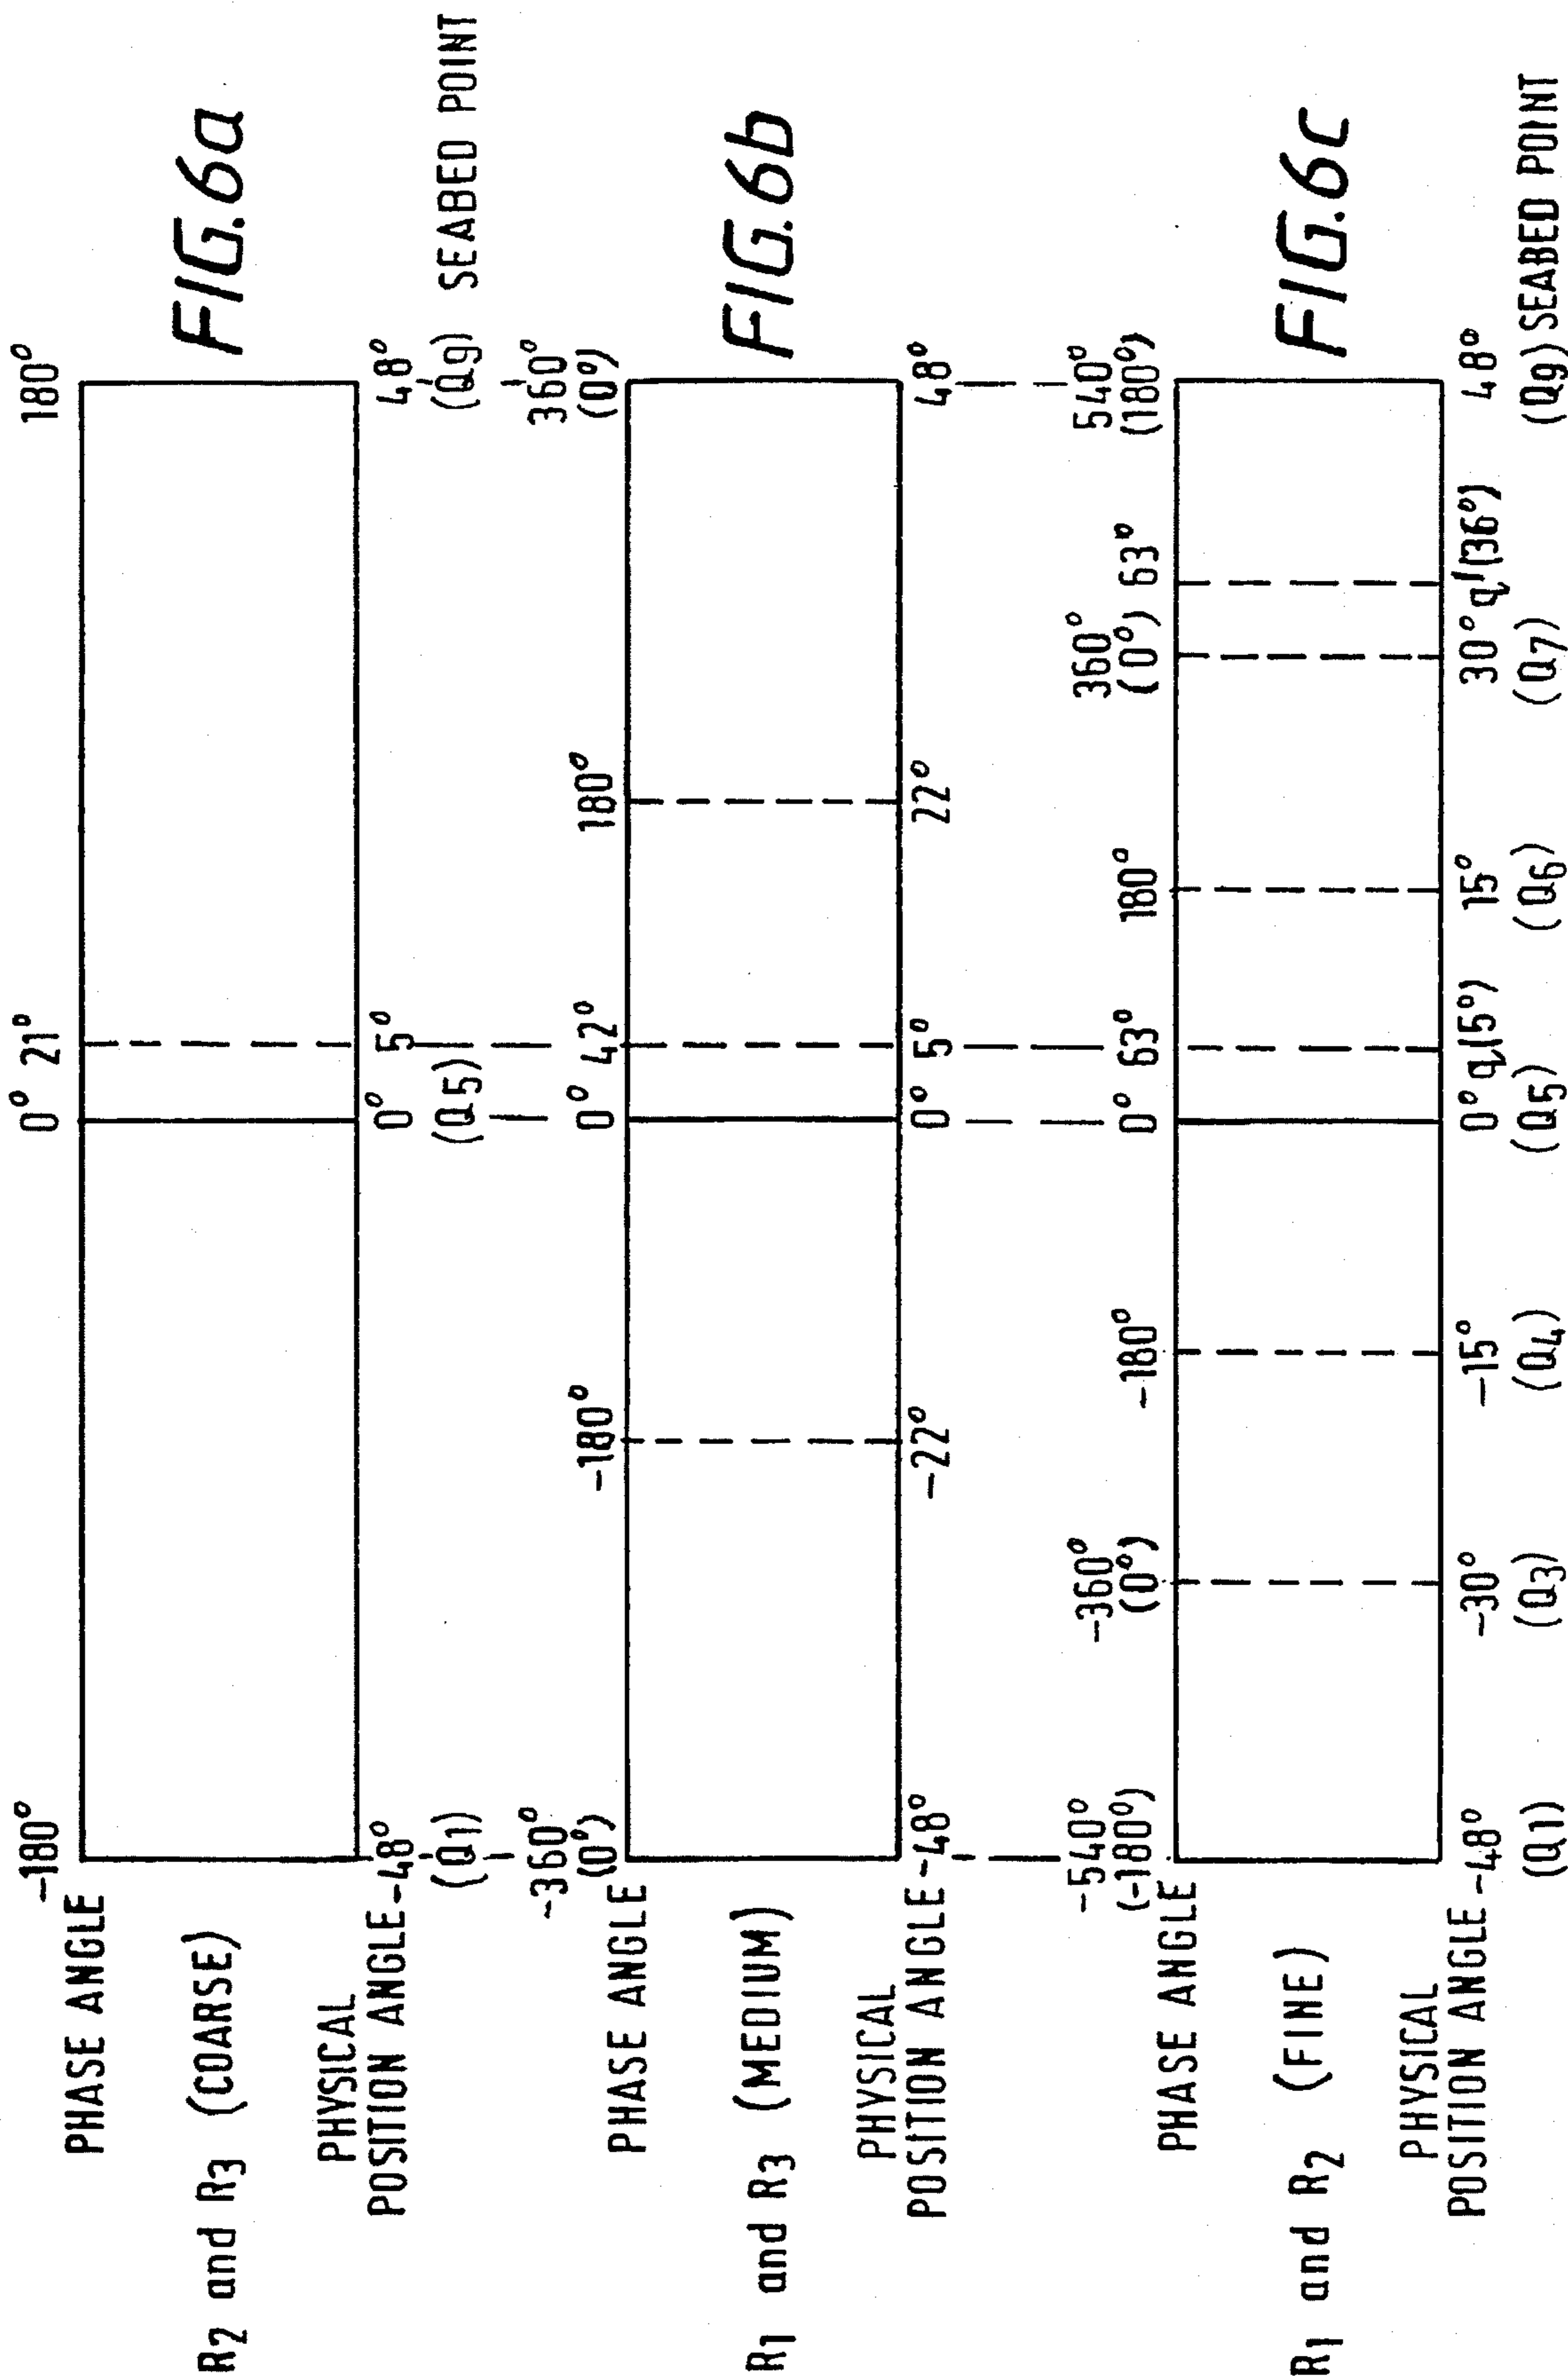 FIG.6a
PHASE ANGLE
-180° 0° 21° 180°
R2 and R3 (COARSE)
PHYSICAL
POSITION ANGLE -48° 0° 5° 48°
(Q1) (Q5) (Q9) SEABED POINT
FIG.6b
-360° 360°
(0°) (0°)
PHASE ANGLE
-180° 0° 42° 180°
R1 and R3 (MEDIUM)
PHYSICAL
POSITION ANGLE -48° -22° 0° 5° 22° 48°
FIG.6c
-540° -360° 360° 540°
(-180°) (0°) -180° 0° 63° 180° (0°) 63° (180°)
PHASE ANGLE
R1 and R2 (FINE)
PHYSICAL
POSITION ANGLE -48° -30° -15° 0° q(5°) 15° 30° q'(36°) 48°
(Q1) (Q3) (Q4) (Q5) (Q6) (Q7) (Q9) SEABED POINT